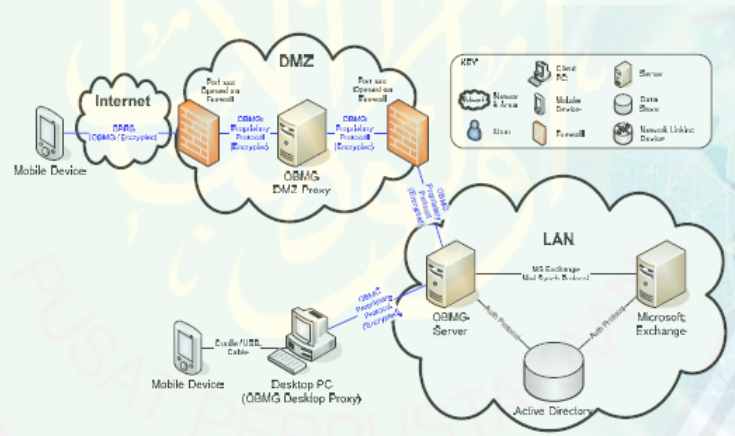 DMZ
Internet
Port xxx
Opened on
Firewall
Port xxx
Opened on
Firewall
GPRS
(OBMG / Encrypted)
OBMG
Proprietary
Protocol
(Encrypted)
OBMG
Proprietary
Protocol
(Encrypted)
Mobile Device
OBMG
DMZ Proxy
KEY
Client
PC
Server
Network
Network
& Area
Mobile
Device
Data
Store
User
Firewall
Network Linking
Device
OBMG
Proprietary
Protocol
(Encrypted)
LAN
MS Exchange
Protocol
OBMG
Server
Microsoft
Exchange
Auth Protocol
Auth Protocol
Active Directory
OBMG
Proprietary
Protocol
(Encrypted)
Cradle / USB
Cable
Mobile Device
Desktop PC
(OBMG Desktop Proxy)
PUSAT